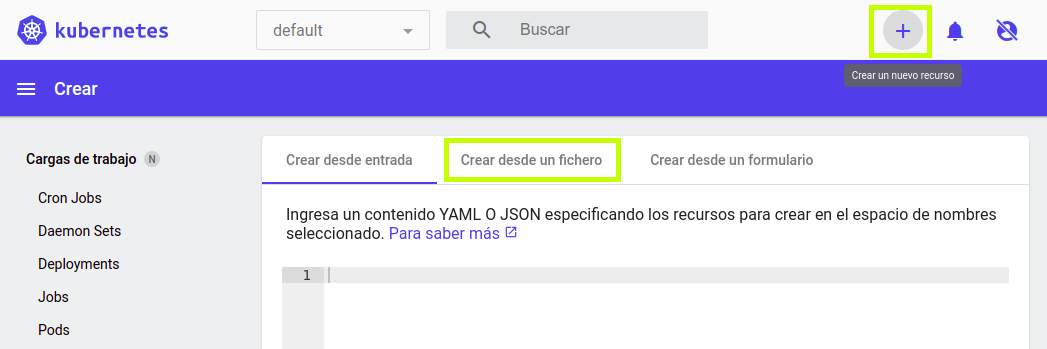 kubernetes
default
Buscar
Crear un nuevo recurso
Crear
Cargas de trabajo N
Cron Jobs
Daemon Sets
Deployments
Jobs
Pods
Crear desde entrada
Crear desde un fichero
Crear desde un formulario
Ingresa un contenido YAML O JSON especificando los recursos para crear en el espacio de nombres
seleccionado. Para saber más
1